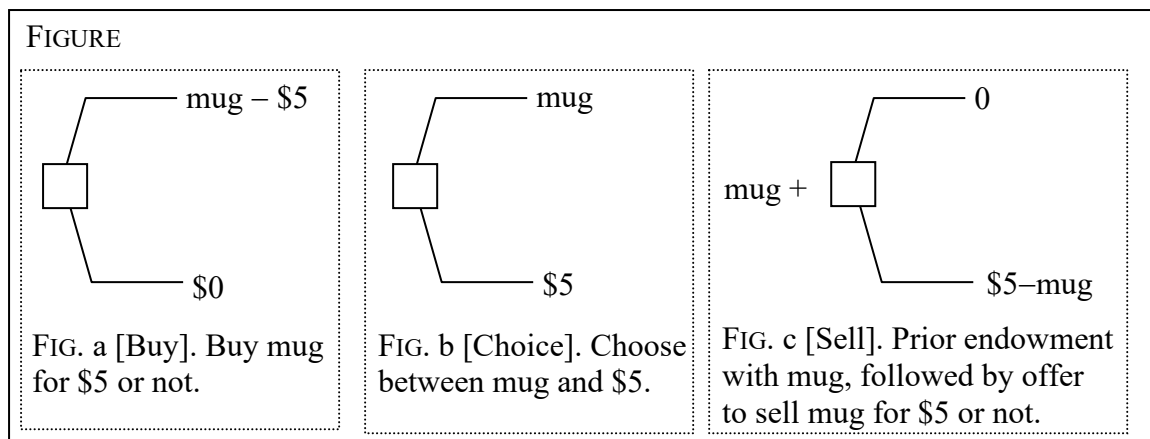 FIGURE
mug – $5
$0
FIG. a [Buy]. Buy mug
for $5 or not.
mug
$5
FIG. b [Choice]. Choose
between mug and $5.
0
mug +
$5–mug
FIG. c [Sell]. Prior endowment
with mug, followed by offer
to sell mug for $5 or not.